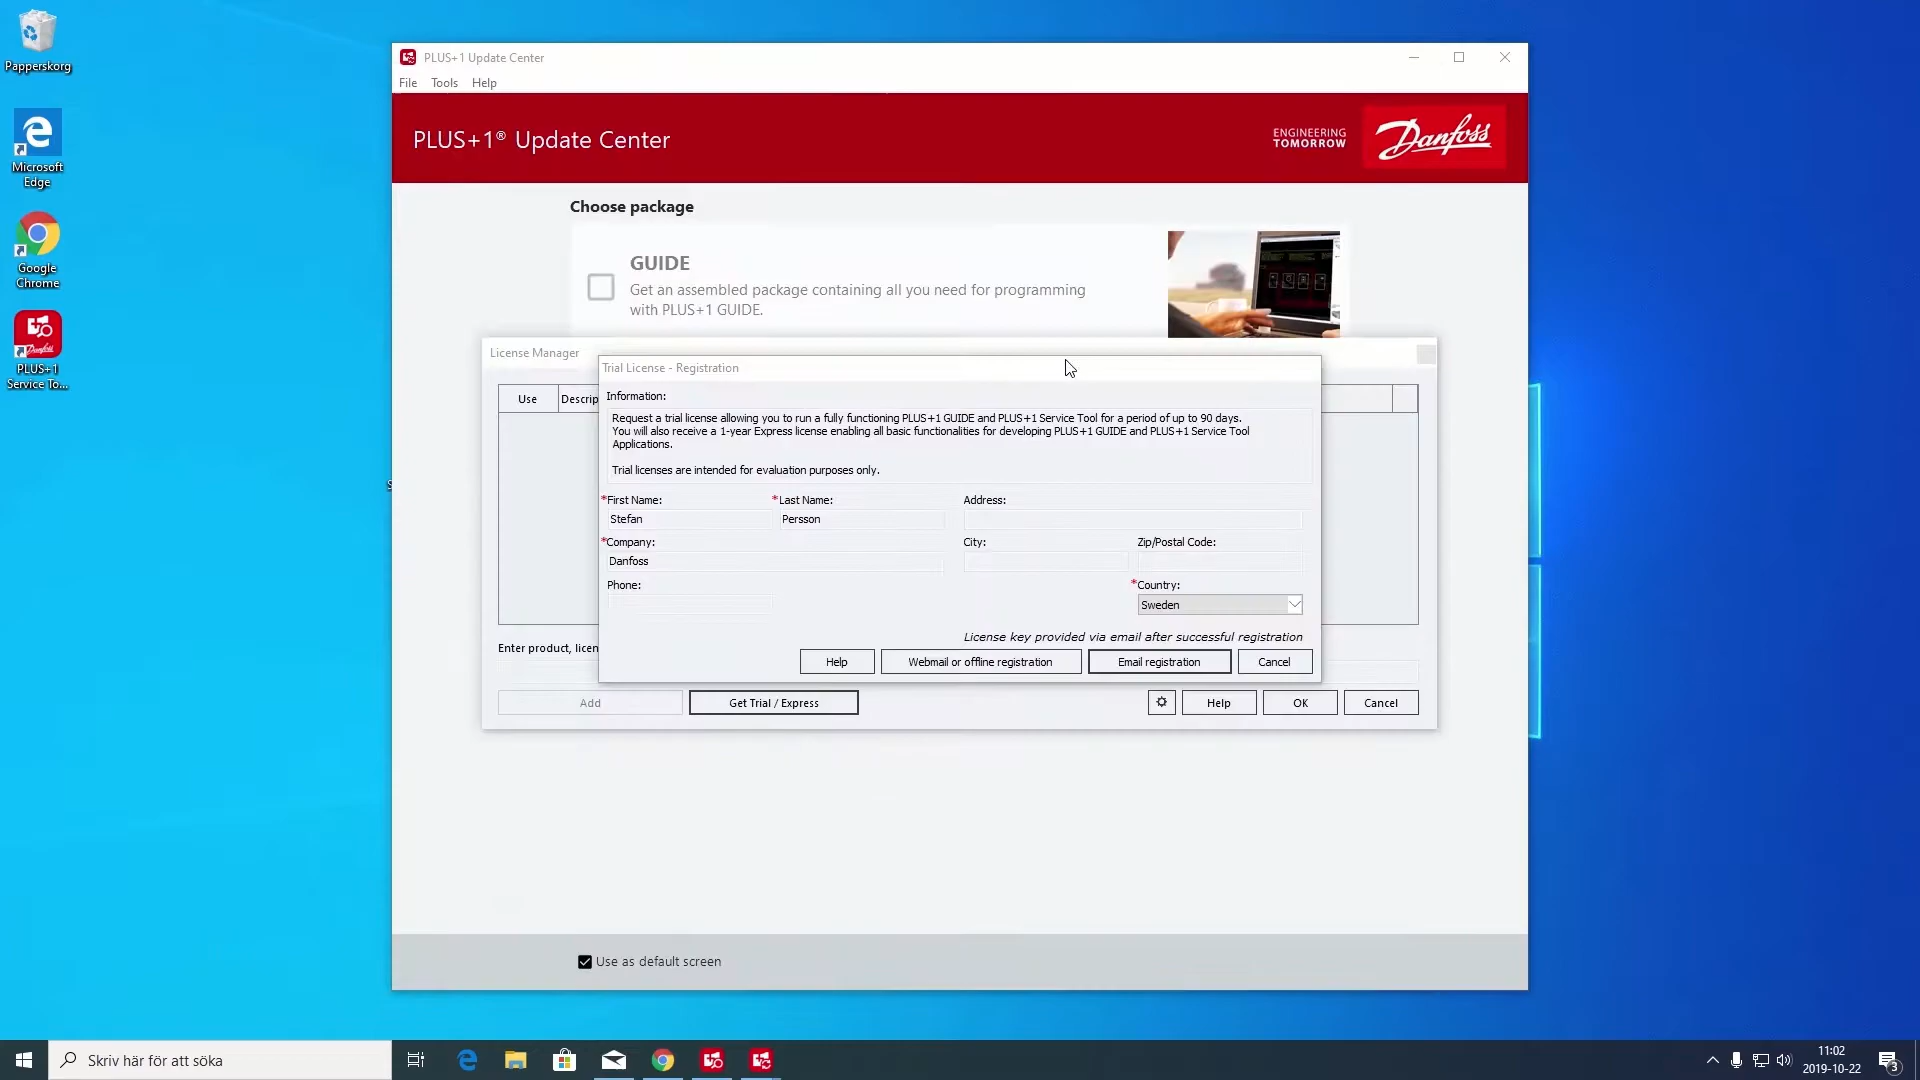 Papperskorg
Microsoft
Edge
Google
Chrome
Danfoss
PLUS+1
Service To...
PLUS+1 Update Center
File Tools Help
PLUS+1® Update Center
ENGINEERING
TOMORROW
Danfoss
Choose package
GUIDE
Get an assembled package containing all you need for programming
with PLUS+1 GUIDE.
License Manager
Use Descrip
Trial License - Registration
Information:
Request a trial license allowing you to run a fully functioning PLUS+1 GUIDE and PLUS+1 Service Tool for a period of up to 90 days.
You will also receive a 1-year Express license enabling all basic functionalities for developing PLUS+1 GUIDE and PLUS+1 Service Tool
Applications.
Trial licenses are intended for evaluation purposes only.
*First Name: *Last Name: Address:
Stefan Persson
*Company: City: Zip/Postal Code:
Danfoss
Phone: *Country:
Sweden
License key provided via email after successful registration
Enter product, licen
Help Webmail or offline registration Email registration Cancel
Add Get Trial / Express Help OK Cancel
Use as default screen
Skriv här för att söka
11:02
2019-10-22
3